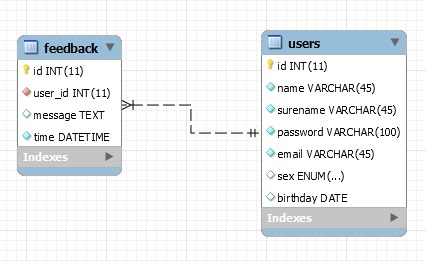 feedback
id INT(11)
user_id INT(11)
message TEXT
time DATETIME
Indexes
users
id INT(11)
name VARCHAR(45)
surename VARCHAR(45)
password VARCHAR(100)
email VARCHAR(45)
sex ENUM(...)
birthday DATE
Indexes